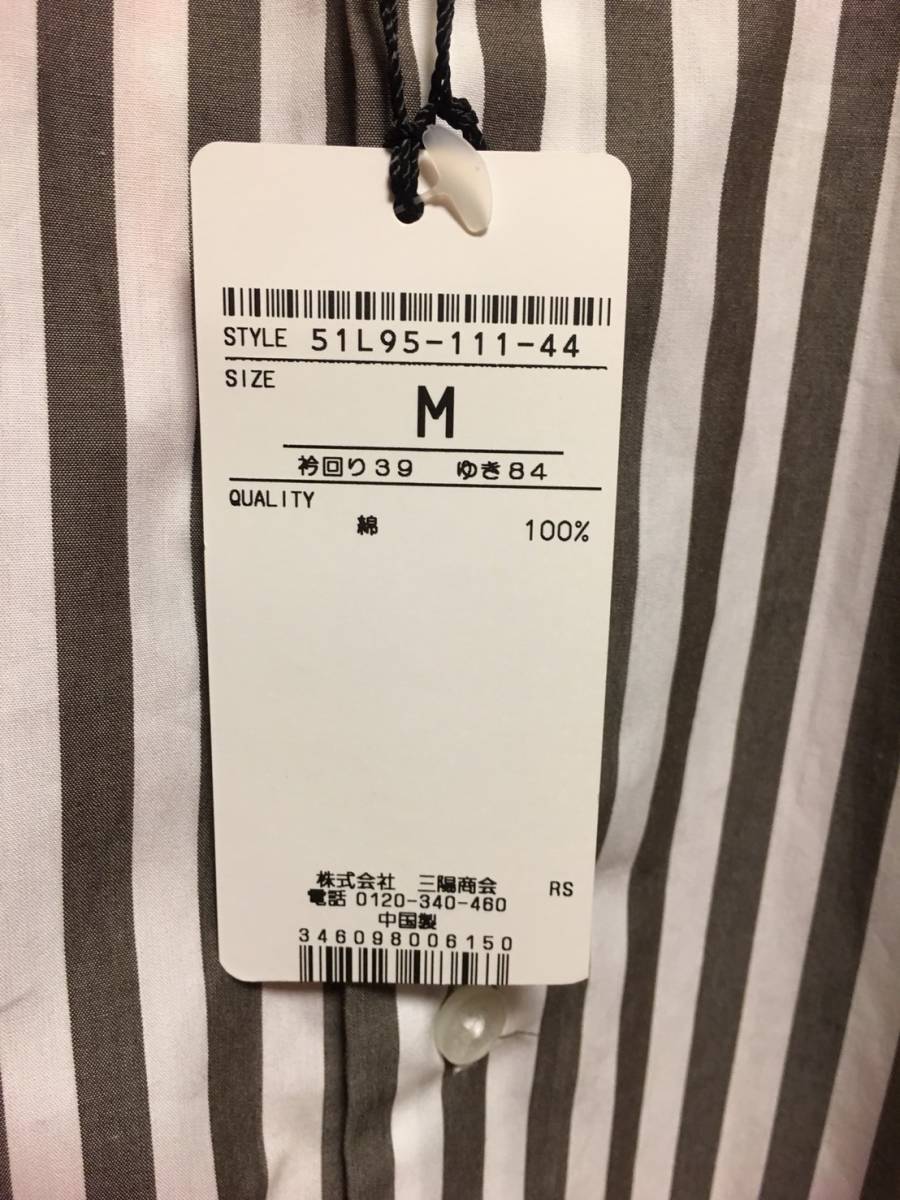 STYLE 51L95-111-44
SIZE
M
衿回り39 ゆき84
QUALITY
綿 100%
株式会社 三陽商会 RS
電話 0120-340-460
中国製
346098006150